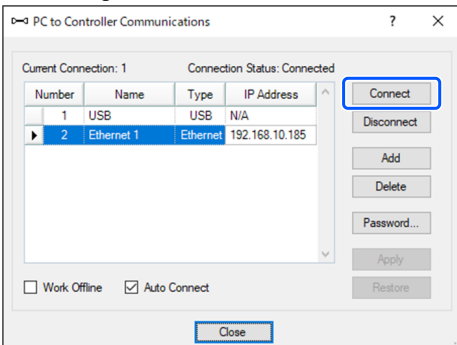 PC to Controller Communications
Current Connection: 1 Connection Status: Connected
Number Name Type IP Address
1 USB USB N/A
2 Ethernet 1 Ethernet 192.168.10.185
Connect
Disconnect
Add
Delete
Password...
Apply
Restore
Work Offline Auto Connect
Close